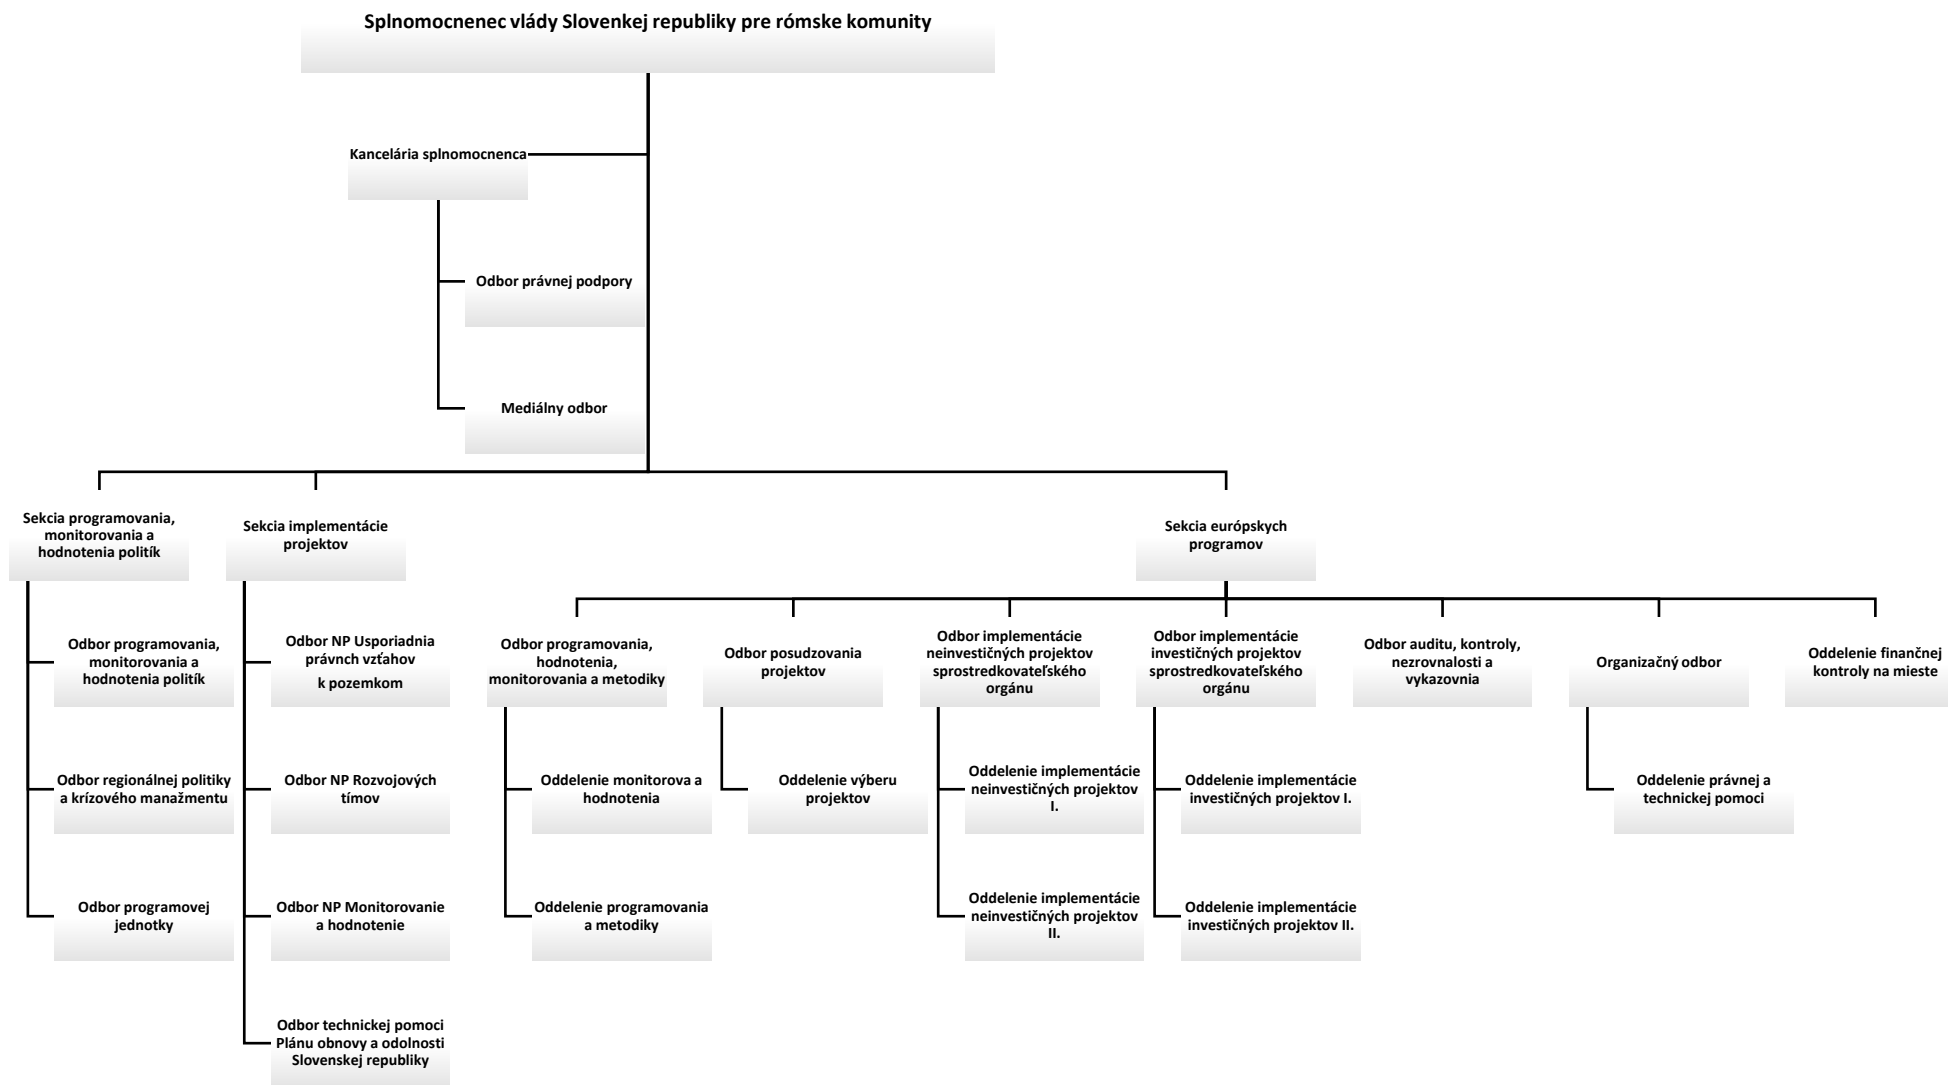 Splnomocnenec vlády Slovenkej republiky pre rómske komunity
Kancelária splnomocnenca
Odbor právnej podpory
Mediálny odbor
Sekcia programovania,
monitorovania a
hodnotenia politík
Odbor programovania,
monitorovania a
hodnotenia politík
Odbor regionálnej politiky
a krízového manažmentu
Odbor programovej
jednotky
Sekcia implementácie
projektov
Odbor NP Usporiadnia
právnch vzťahov
k pozemkom
Odbor NP Rozvojových
tímov
Odbor NP Monitorovanie
a hodnotenie
Odbor technickej pomoci
Plánu obnovy a odolnosti
Slovenskej republiky
Sekcia európskych
programov
Odbor programovania,
hodnotenia,
monitorovania a metodiky
Oddelenie monitorova a
hodnotenia
Oddelenie programovania
a metodiky
Odbor posudzovania
projektov
Oddelenie výberu
projektov
Odbor implementácie
neinvestičných projektov
sprostredkovateľského
orgánu
Oddelenie implementácie
neinvestičných projektov
I.
Oddelenie implementácie
neinvestičných projektov
II.
Odbor implementácie
investičných projektov
sprostredkovateľského
orgánu
Oddelenie implementácie
investičných projektov I.
Oddelenie implementácie
investičných projektov II.
Odbor auditu, kontroly,
nezrovnalosti a
vykazovnia
Organizačný odbor
Oddelenie právnej a
technickej pomoci
Oddelenie finančnej
kontroly na mieste